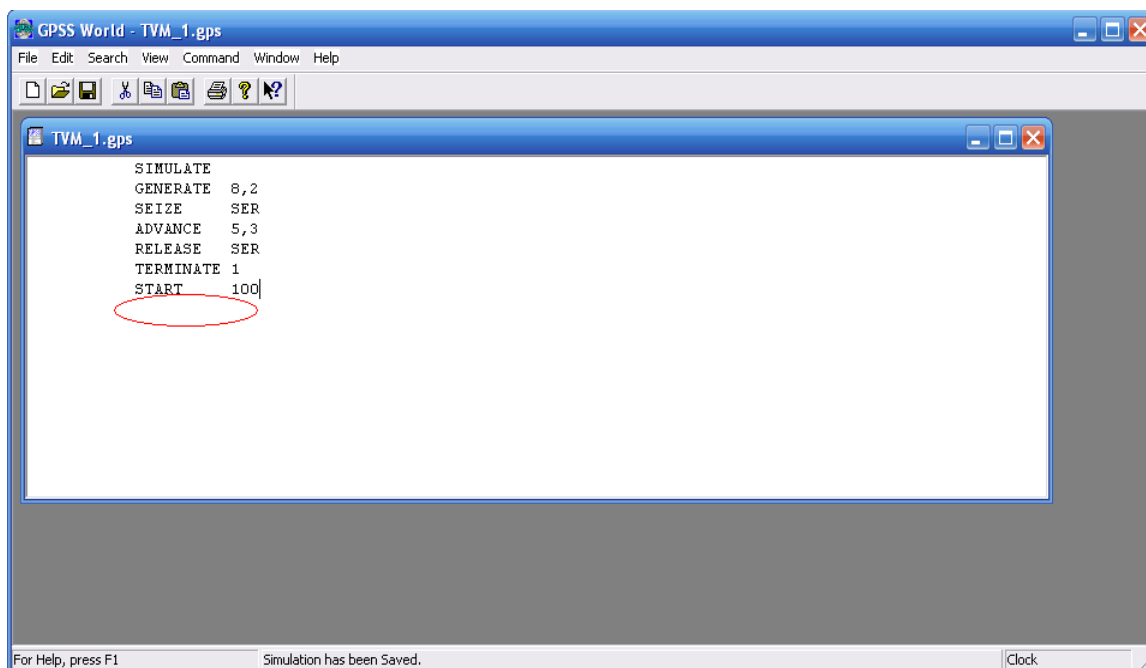 GPSS World - TVM_1.gps
File Edit Search View Command Window Help
TVM_1.gps
SIMULATE
GENERATE 8,2
SEIZE SER
ADVANCE 5,3
RELEASE SER
TERMINATE 1
START 100
For Help, press F1 Simulation has been Saved. Clock